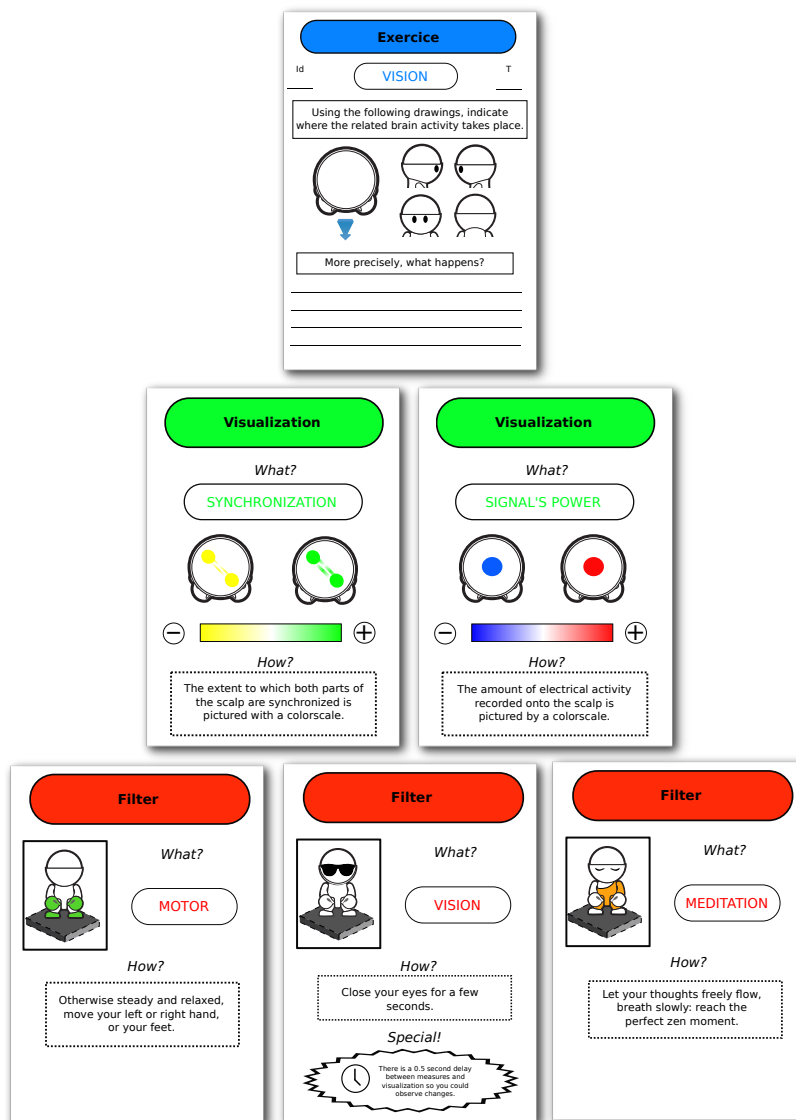 Exercice
Id
VISION
T
Using the following drawings, indicate
where the related brain activity takes place.
More precisely, what happens?
Visualization
What?
SYNCHRONIZATION
How?
The extent to which both parts of
the scalp are synchronized is
pictured with a colorscale.
Visualization
What?
SIGNAL'S POWER
How?
The amount of electrical activity
recorded onto the scalp is
pictured by a colorscale.
Filter
What?
MOTOR
How?
Otherwise steady and relaxed,
move your left or right hand,
or your feet.
Filter
What?
VISION
How?
Close your eyes for a few
seconds.
Special!
There is a 0.5 second delay
between measures and
visualization so you could
observe changes.
Filter
What?
MEDITATION
How?
Let your thoughts freely flow,
breath slowly: reach the
perfect zen moment.